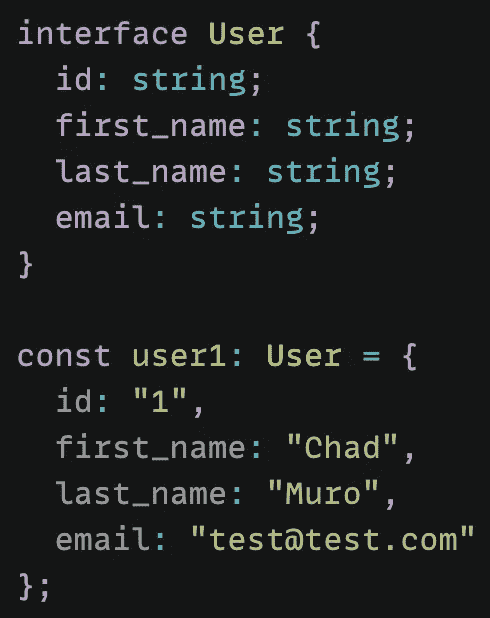 interface User {
  id: string;
  first_name: string;
  last_name: string;
  email: string;
}

const user1: User = {
  id: "1",
  first_name: "Chad",
  last_name: "Muro",
  email: "test@test.com"
};